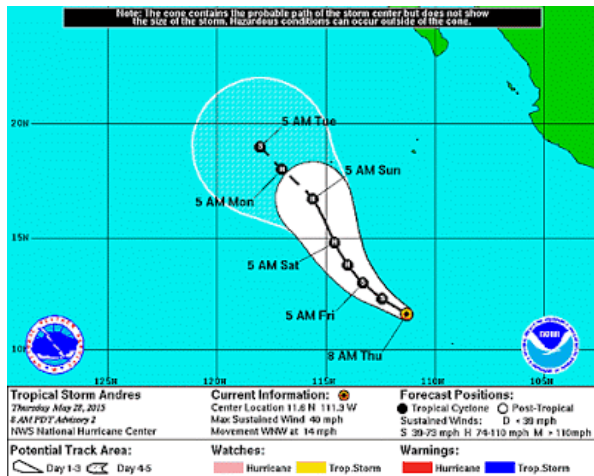 Note: The cone contains the probable path of the storm center but does not show
the size of the storm. Hazardous conditions can occur outside of the cone.
20N
5 AM Tue
5 AM Sun
5 AM Mon
15N
5 AM Sat
5 AM Fri
8 AM Thu
10N
noaa
125W 120W 115W 110W 105W
Tropical Storm Andres
Thursday May 28, 2015
8 AM PDT Advisory 2
NWS National Hurricane Center
Current Information:
Center Location 11.6 N 111.3 W
Max Sustained Wind 40 mph
Movement WNW at 14 mph
Forecast Positions:
Tropical Cyclone Post-Tropical
Sustained Winds: D < 39 mph
S 39-73 mph H 74-110 mph M > 110mph
Potential Track Area:
Day 1-3 Day 4-5
Watches:
Hurricane Trop.Storm
Warnings:
Hurricane Trop.Storm